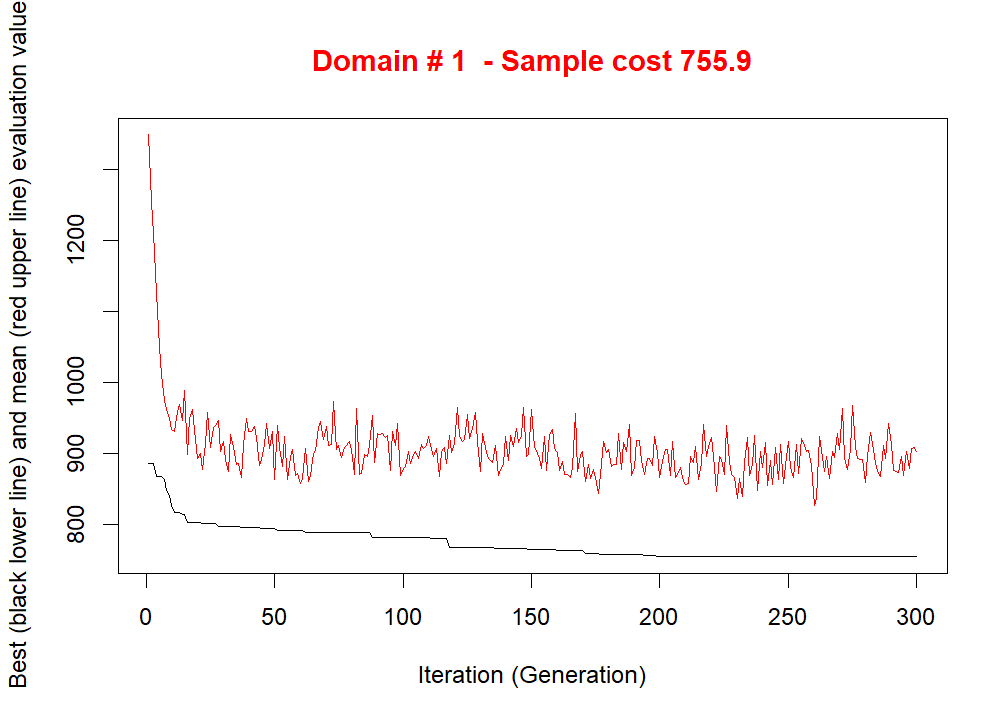 Domain # 1  - Sample cost 755.9
Best (black lower line) and mean (red upper line) evaluation value
1200
1000
900
800
0 50 100 150 200 250 300
Iteration (Generation)